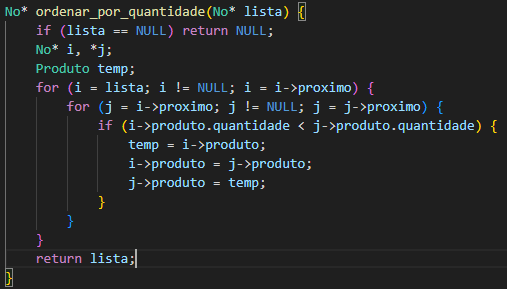 No* ordenar_por_quantidade(No* lista) {
    if (lista == NULL) return NULL;
    No* i, *j;
    Produto temp;
    for (i = lista; i != NULL; i = i->proximo) {
        for (j = i->proximo; j != NULL; j = j->proximo) {
            if (i->produto.quantidade < j->produto.quantidade) {
                temp = i->produto;
                i->produto = j->produto;
                j->produto = temp;
            }
        }
    }
    return lista;
}